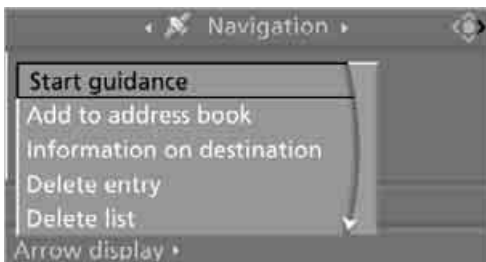 Navigation
Start guidance
Add to address book
Information on destination
Delete entry
Delete list
Arrow display